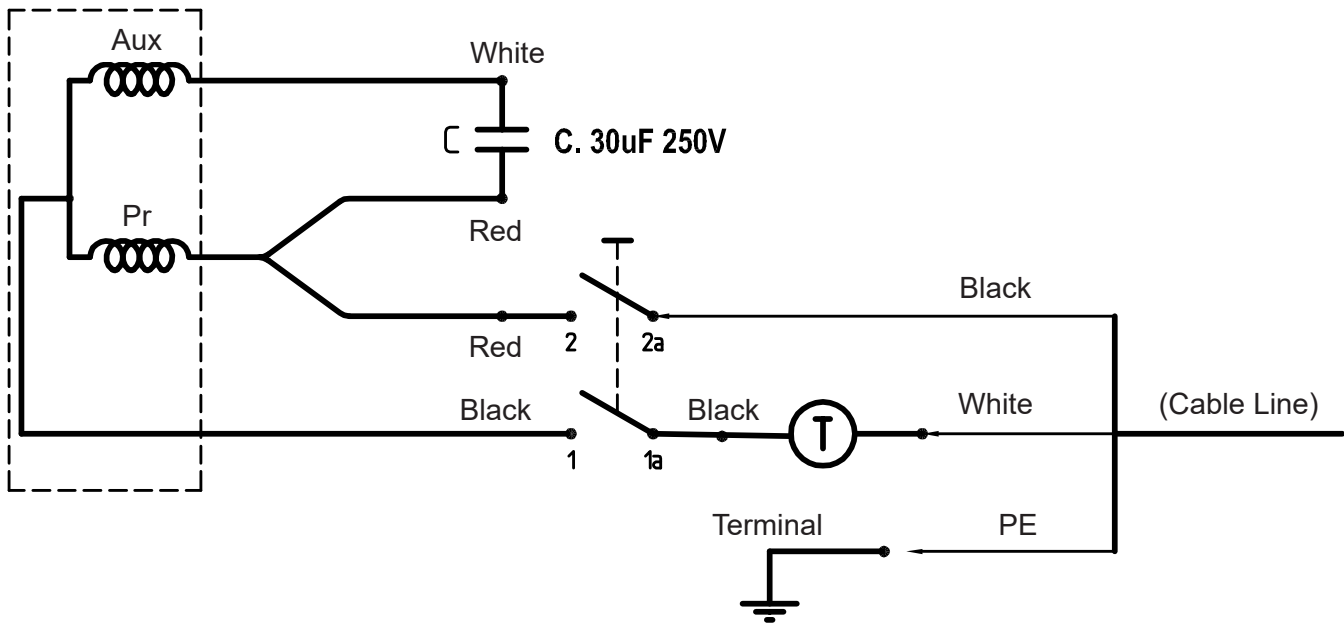 Aux
White
C
C. 30uF 250V
Pr
Red
Black
Red
2
2a
Black
Black
T
White
(Cable Line)
1
1a
Terminal
PE